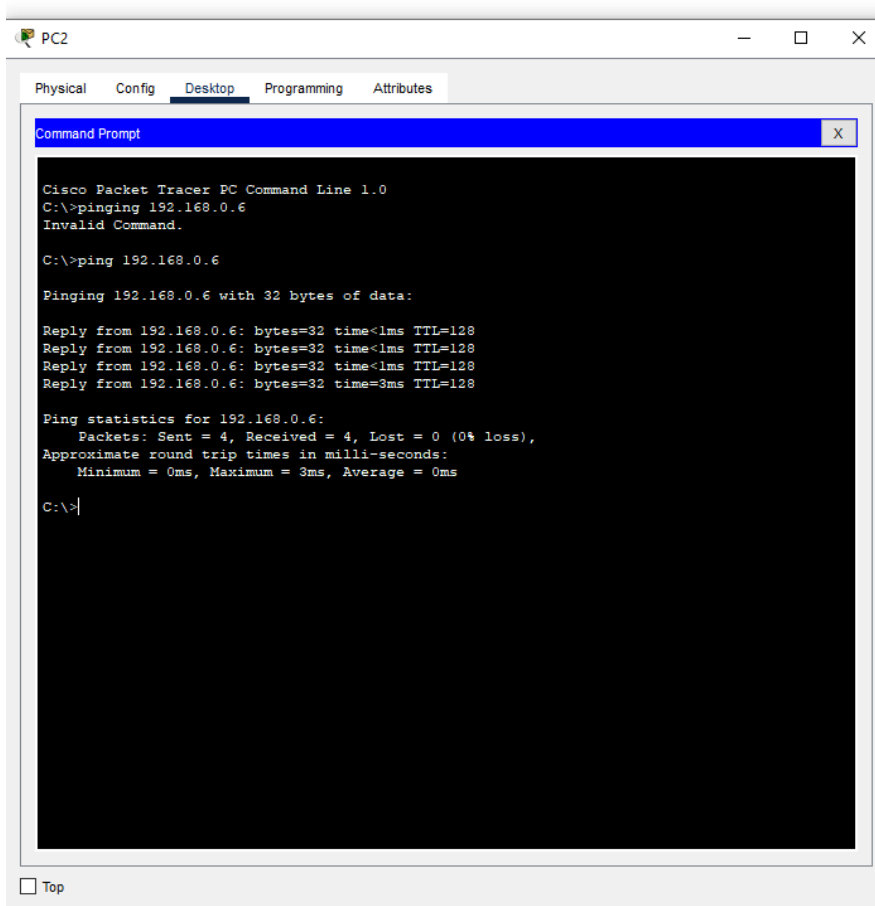 PC2
Physical Config Desktop Programming Attributes
Command Prompt X
Cisco Packet Tracer PC Command Line 1.0
C:\>pinging 192.168.0.6
Invalid Command.
C:\>ping 192.168.0.6
Pinging 192.168.0.6 with 32 bytes of data:
Reply from 192.168.0.6: bytes=32 time<1ms TTL=128
Reply from 192.168.0.6: bytes=32 time<1ms TTL=128
Reply from 192.168.0.6: bytes=32 time<1ms TTL=128
Reply from 192.168.0.6: bytes=32 time=3ms TTL=128
Ping statistics for 192.168.0.6:
Packets: Sent = 4, Received = 4, Lost = 0 (0% loss),
Approximate round trip times in milli-seconds:
Minimum = 0ms, Maximum = 3ms, Average = 0ms
C:\>
Top